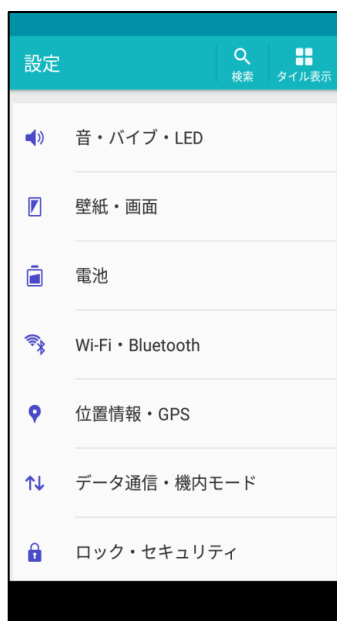 設定
検索
タイル表示
音・バイブ・LED
壁紙・画面
電池
Wi-Fi・Bluetooth
位置情報・GPS
データ通信・機内モード
ロック・セキュリティ